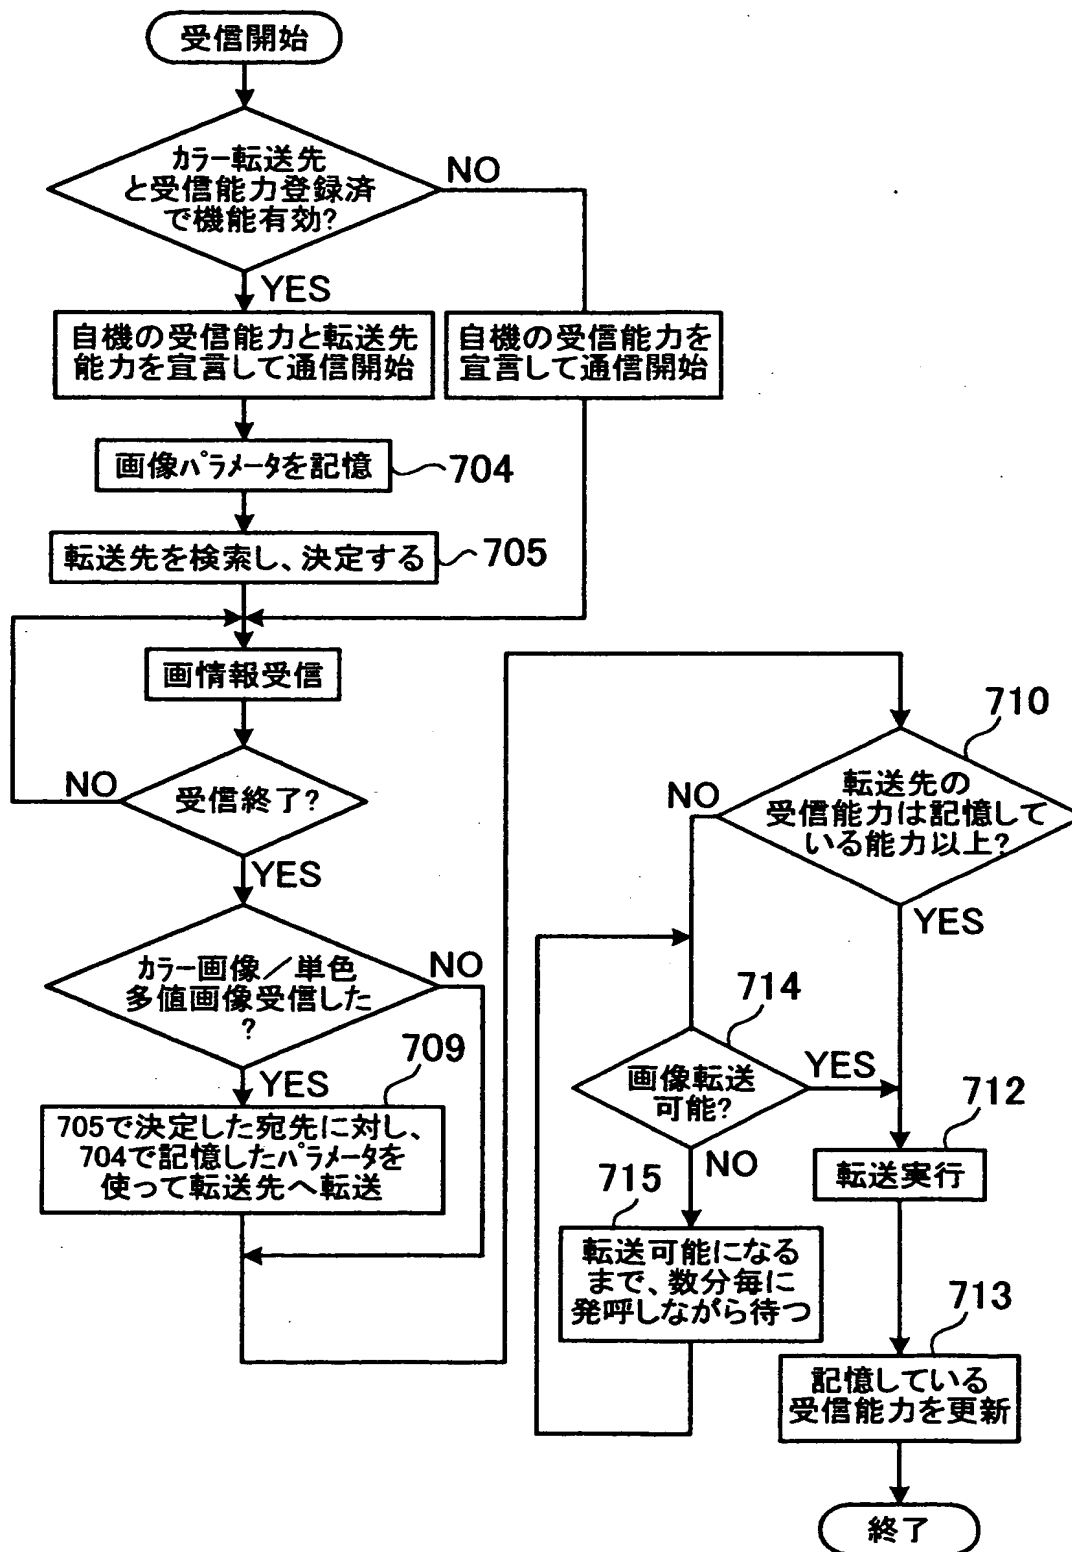 受信開始
カラー転送先
と受信能力登録済
で機能有効?
NO
YES
自機の受信能力と転送先
能力を宣言して通信開始
自機の受信能力を
宣言して通信開始
画像パラメータを記憶
704
転送先を検索し、決定する
705
画情報受信
受信終了?
NO
YES
カラー画像/単色
多値画像受信した
?
NO
YES
709
705で決定した宛先に対し、
704で記憶したパラメータを
使って転送先へ転送
710
転送先の
受信能力は記憶して
いる能力以上?
NO
YES
714
画像転送
可能?
YES
NO
712
転送実行
715
転送可能になる
まで、数分毎に
発呼しながら待つ
713
記憶している
受信能力を更新
終了